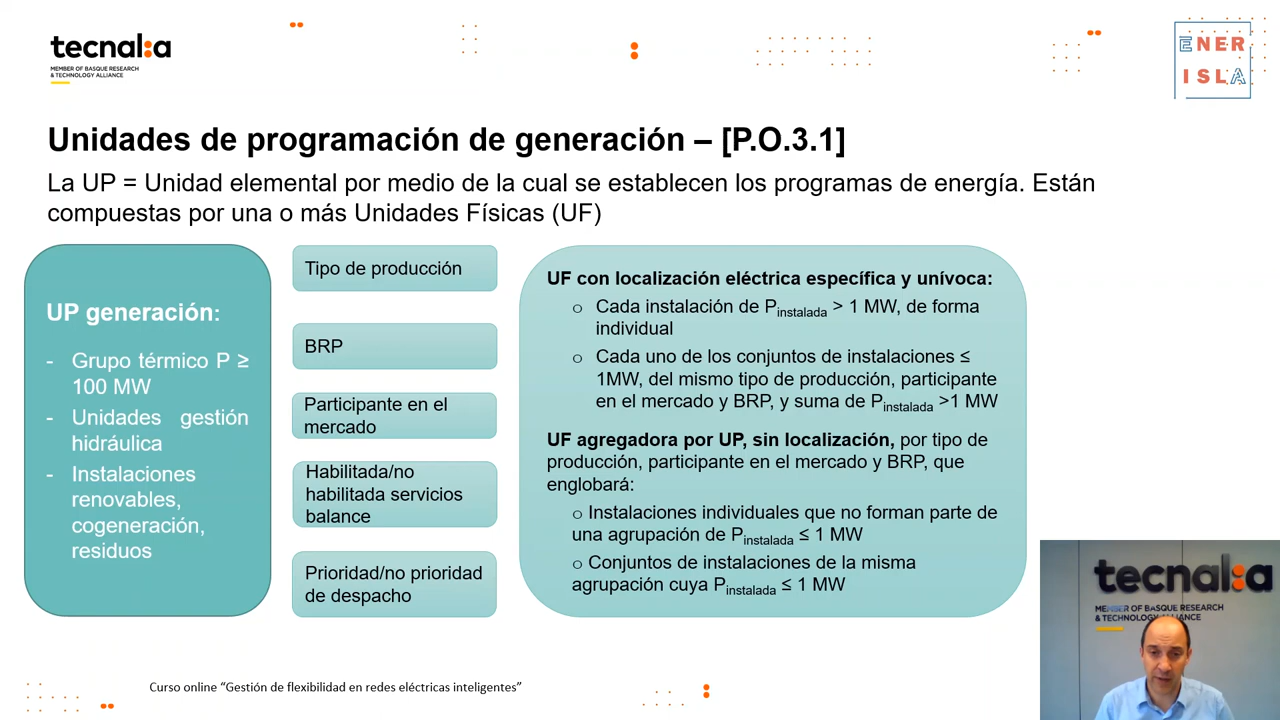 tecnalia
MEMBER OF BASQUE RESEARCH
& TECHNOLOGY ALLIANCE
ENER
ISLA
Unidades de programación de generación – [P.O.3.1]
La UP = Unidad elemental por medio de la cual se establecen los programas de energía. Están
compuestas por una o más Unidades Físicas (UF)
UP generación:
- Grupo térmico P ≥
100 MW
- Unidades gestión
hidráulica
- Instalaciones
renovables,
cogeneración,
residuos
Tipo de producción
BRP
Participante en el
mercado
Habilitada/no
habilitada servicios
balance
Prioridad/no prioridad
de despacho
UF con localización eléctrica específica y unívoca:
○ Cada instalación de Pinstalada > 1 MW, de forma
individual
○ Cada uno de los conjuntos de instalaciones ≤
1MW, del mismo tipo de producción, participante
en el mercado y BRP, y suma de Pinstalada >1 MW
UF agregadora por UP, sin localización, por tipo de
producción, participante en el mercado y BRP, que
englobará:
○ Instalaciones individuales que no forman parte de
una agrupación de Pinstalada ≤ 1 MW
○ Conjuntos de instalaciones de la misma
agrupación cuya Pinstalada ≤ 1 MW
tecnalia
MEMBER OF BASQUE RESEARCH
& TECHNOLOGY ALLIANCE
Curso online “Gestión de flexibilidad en redes eléctricas inteligentes”